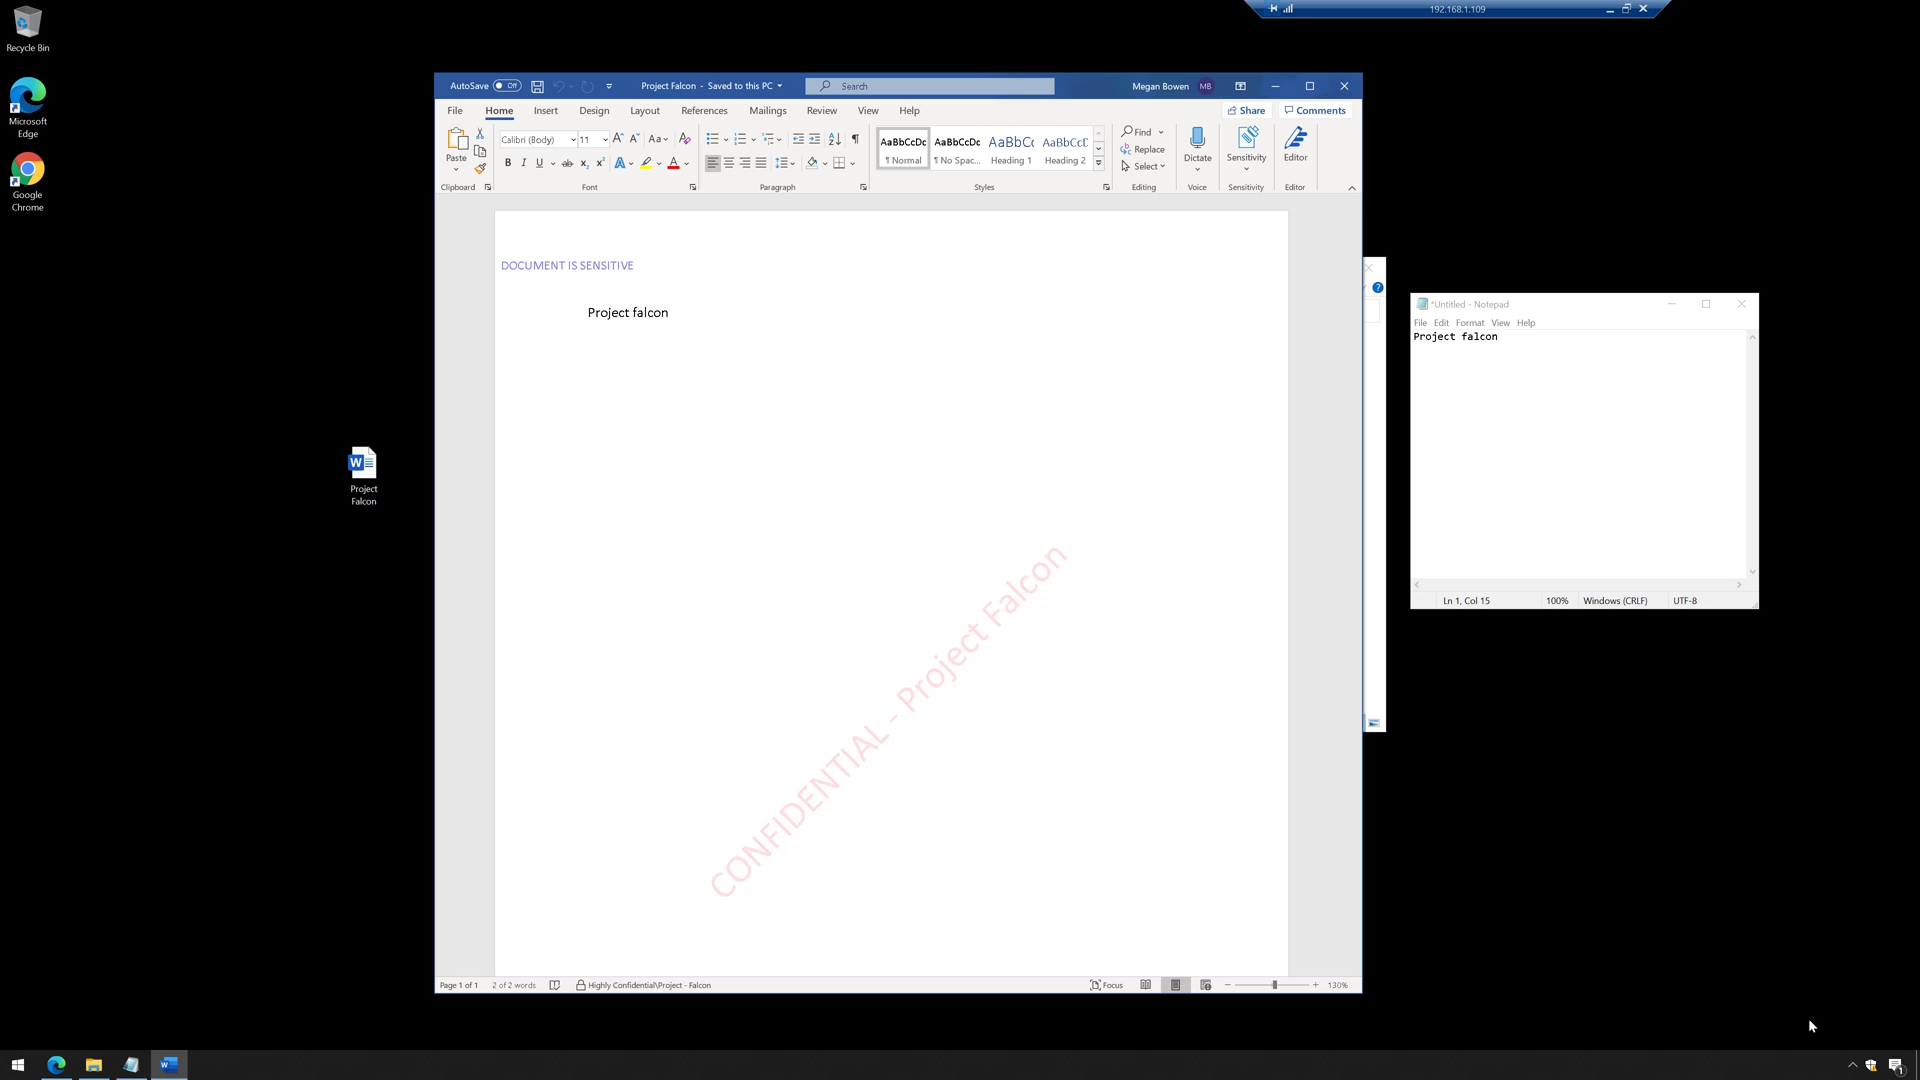 192.168.1.109
Recycle Bin
Microsoft
Edge
Google
Chrome
Project
Falcon
AutoSave Off
Project Falcon - Saved to this PC
Search
Megan Bowen MB
File Home Insert Design Layout References Mailings Review View Help
Share Comments
Paste
Calibri (Body) 11
Aa
B I U ab x₂ x² A A
AaBbCcDc AaBbCcDc AaBbCc AaBbCcE
¶ Normal ¶ No Spac... Heading 1 Heading 2
Find
Replace
Select
Dictate Sensitivity Editor
Clipboard Font Paragraph Styles Editing Voice Sensitivity Editor
DOCUMENT IS SENSITIVE
Project falcon
CONFIDENTIAL - Project Falcon
Page 1 of 1 2 of 2 words Highly Confidential\Project - Falcon Focus 130%
*Untitled - Notepad
File Edit Format View Help
Project falcon
Ln 1, Col 15 100% Windows (CRLF) UTF-8